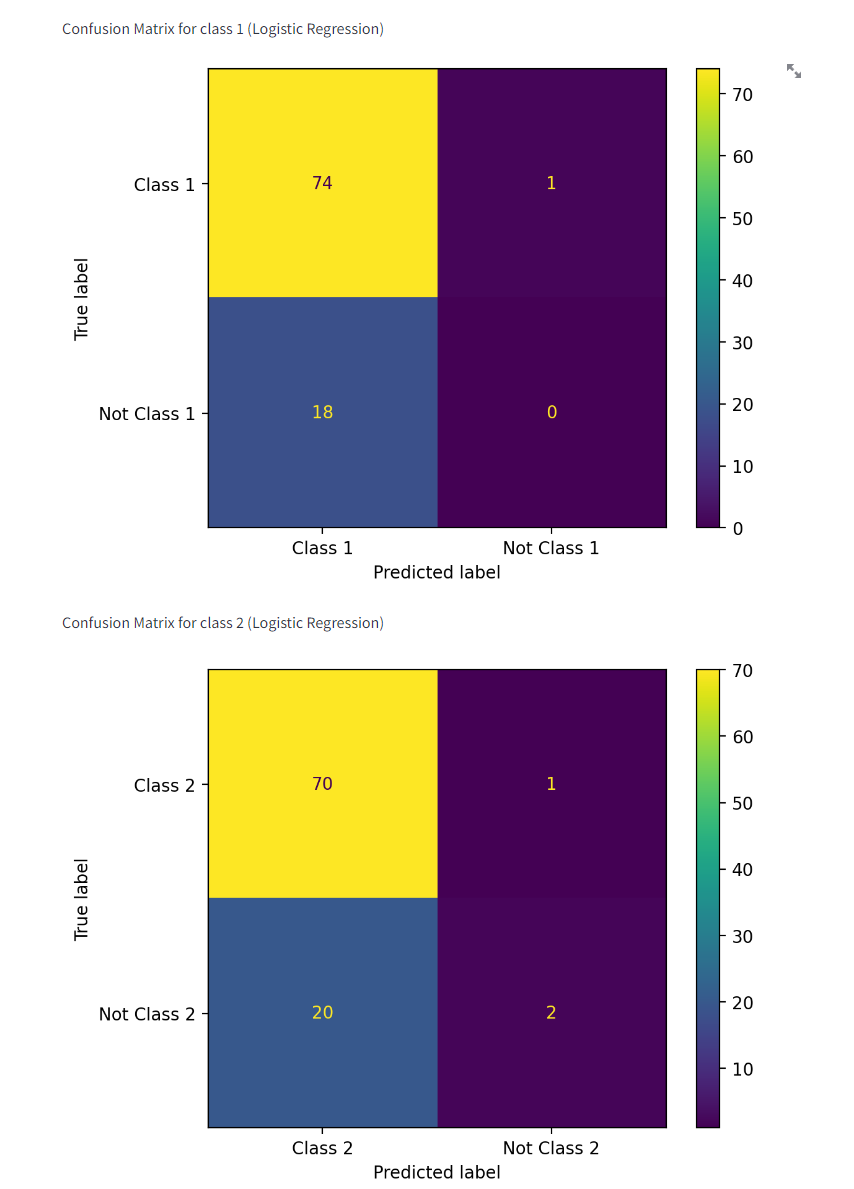 Confusion Matrix for class 1 (Logistic Regression)
70
60
50
40
30
20
10
0
True label
Class 1
74
1
Not Class 1
18
0
Class 1
Not Class 1
Predicted label
Confusion Matrix for class 2 (Logistic Regression)
70
60
50
40
30
20
10
True label
Class 2
70
1
Not Class 2
20
2
Class 2
Not Class 2
Predicted label